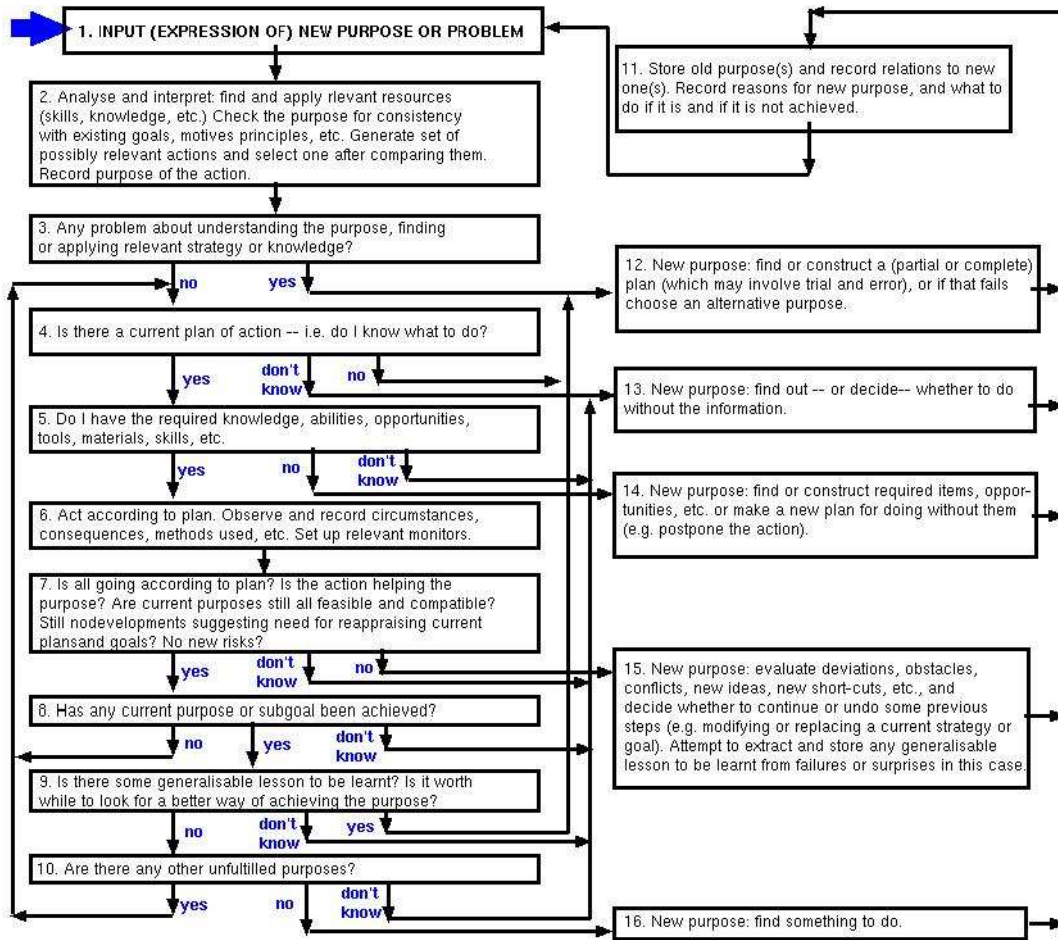 1. INPUT (EXPRESSION OF) NEW PURPOSE OR PROBLEM
2. Analyse and interpret: find and apply rlevant resources
(skills, knowledge, etc.) Check the purpose for consistency
with existing goals, motives principles, etc. Generate set of
possibly relevant actions and select one after comparing them.
Record purpose of the action.
3. Any problem about understanding the purpose, finding
or applying relevant strategy or knowledge?
no
yes
4. Is there a current plan of action -- i.e. do I know what to do?
yes
don't
know
no
5. Do I have the required knowledge, abilities, opportunities,
tools, materials, skills, etc.
yes
no
don't
know
6. Act according to plan. Observe and record circumstances,
consequences, methods used, etc. Set up relevant monitors.
7. Is all going according to plan? Is the action helping the
purpose? Are current purposes still all feasible and compatible?
Still nodevelopments suggesting need for reappraising current
plansand goals? No new risks?
yes
don't
know
no
8. Has any current purpose or subgoal been achieved?
no
yes
don't
know
9. Is there some generalisable lesson to be learnt? Is it worth
while to look for a better way of achieving the purpose?
no
don't
know
yes
10. Are there any other unfultilled purposes?
yes
no
don't
know
11. Store old purpose(s) and record relations to new
one(s). Record reasons for new purpose, and what to
do if it is and if it is not achieved.
12. New purpose: find or construct a (partial or complete)
plan (which may involve trial and error), or if that fails
choose an alternative purpose.
13. New purpose: find out -- or decide-- whether to do
without the information.
14. New purpose: find or construct required items, oppor-
tunities, etc. or make a new plan for doing without them
(e.g. postpone the action).
15. New purpose: evaluate deviations, obstacles,
conflicts, new ideas, new short-cuts, etc., and
decide whether to continue or undo some previous
steps (e.g. modifying or replacing a current strategy or
goal). Attempt to extract and store any generalisable
lesson to be learnt from failures or surprises in this case.
16. New purpose: find something to do.